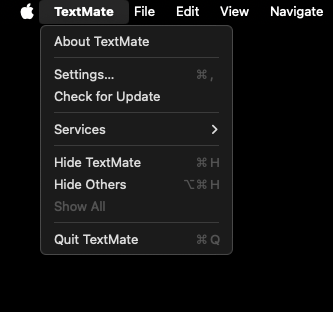 TextMate File Edit View Navigate
About TextMate
Settings... ⌘ ,
Check for Update
Services
Hide TextMate ⌘ H
Hide Others ⌥ ⌘ H
Show All
Quit TextMate ⌘ Q